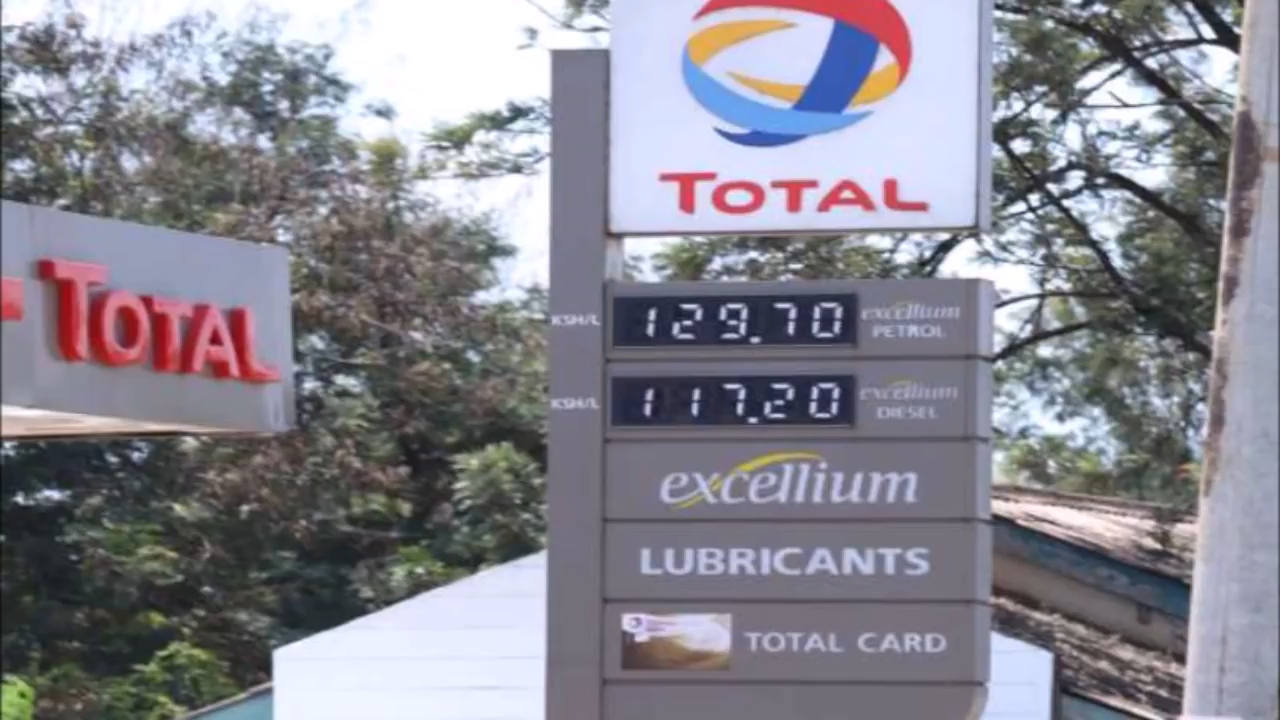 TOTAL
TOTAL
KSH/L 129.70 excellium PETROL
KSH/L 117.20 excellium DIESEL
excellium
LUBRICANTS
TOTAL CARD